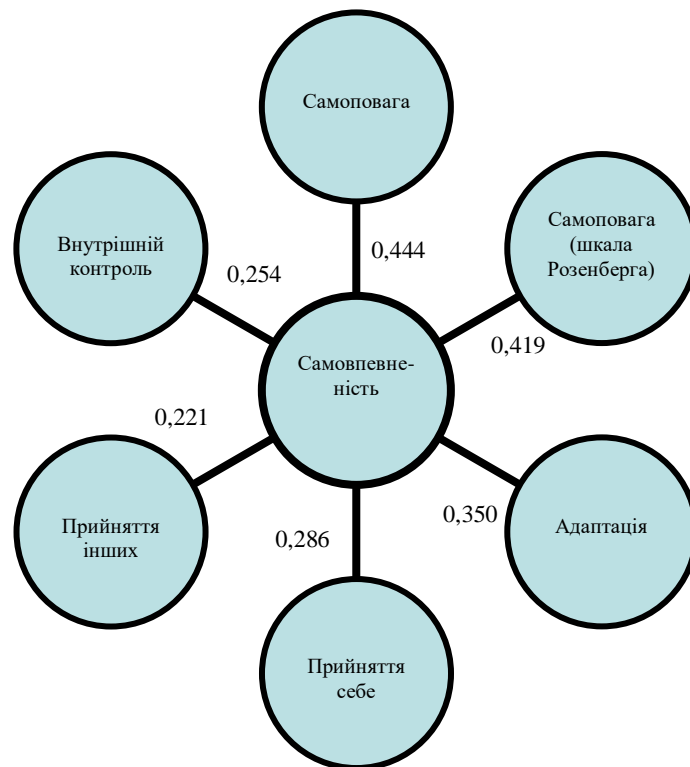 Самоповага
Внутрішній
контроль
0,254
0,444
Самоповага
(шкала
Розенберга)
0,419
Самовпевне-
ність
0,221
Прийняття
інших
0,286
0,350
Адаптація
Прийняття
себе